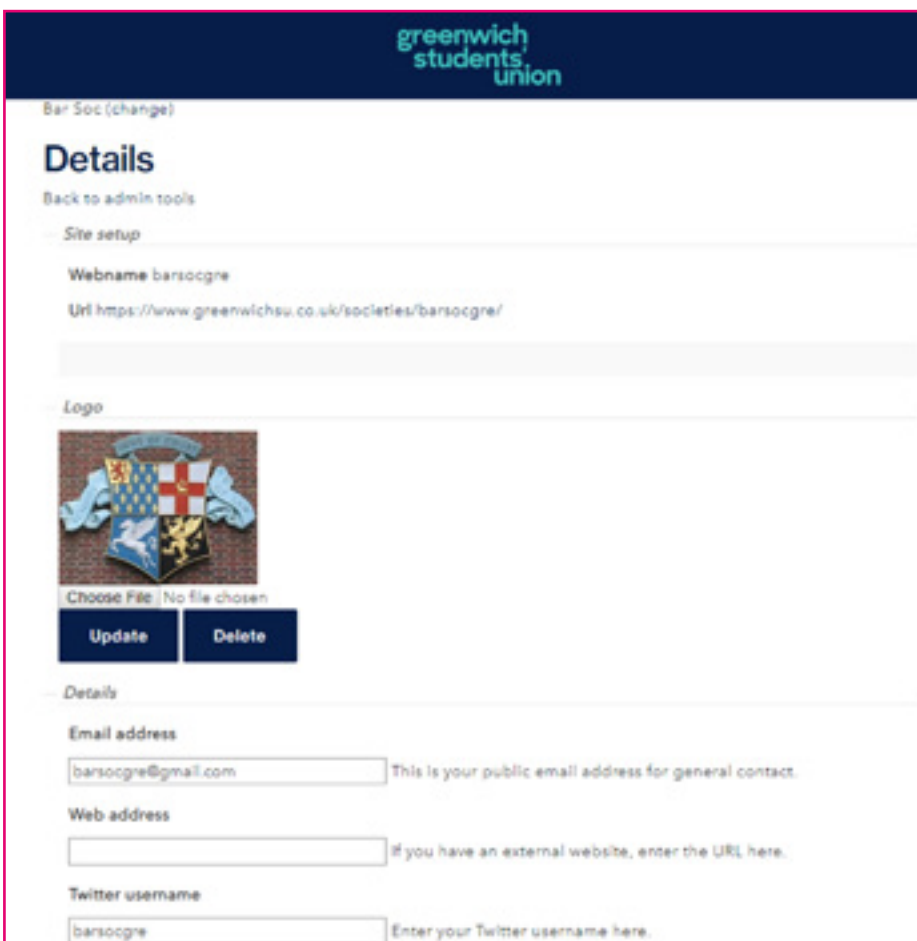 greenwich
students'
union
Bar Soc (change)
Details
Back to admin tools
Site setup
Webname barsocgre
Url https://www.greenwichsu.co.uk/societies/barsocgre/
Logo
INNS OF COURT
Choose File No file chosen
Update Delete
Details
Email address
barsocgre@gmail.com This is your public email address for general contact.
Web address
If you have an external website, enter the URL here.
Twitter username
barsocgre Enter your Twitter username here.